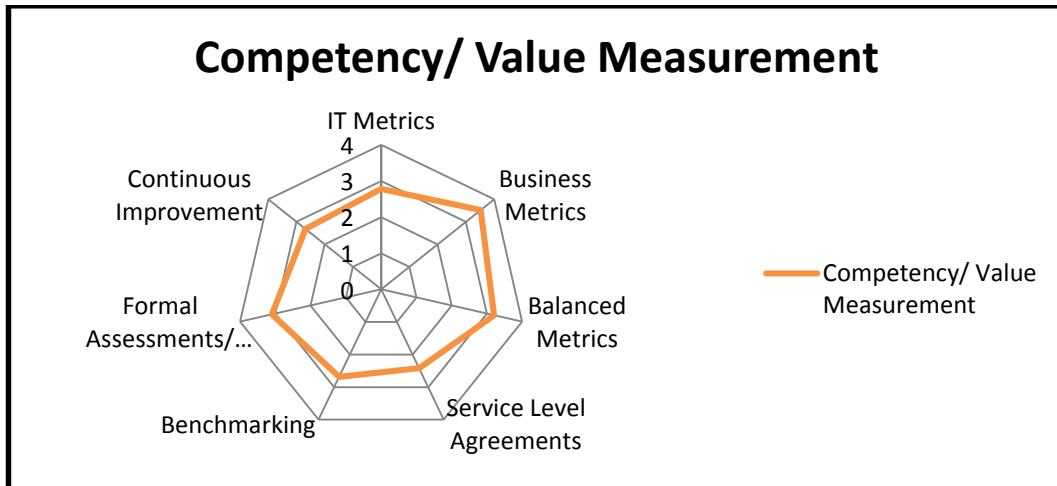 Competency/ Value Measurement
IT Metrics
4
3
2
1
0
Business
Metrics
Balanced
Metrics
Service Level
Agreements
Benchmarking
Formal
Assessments/…
Continuous
Improvement
Competency/ Value
Measurement